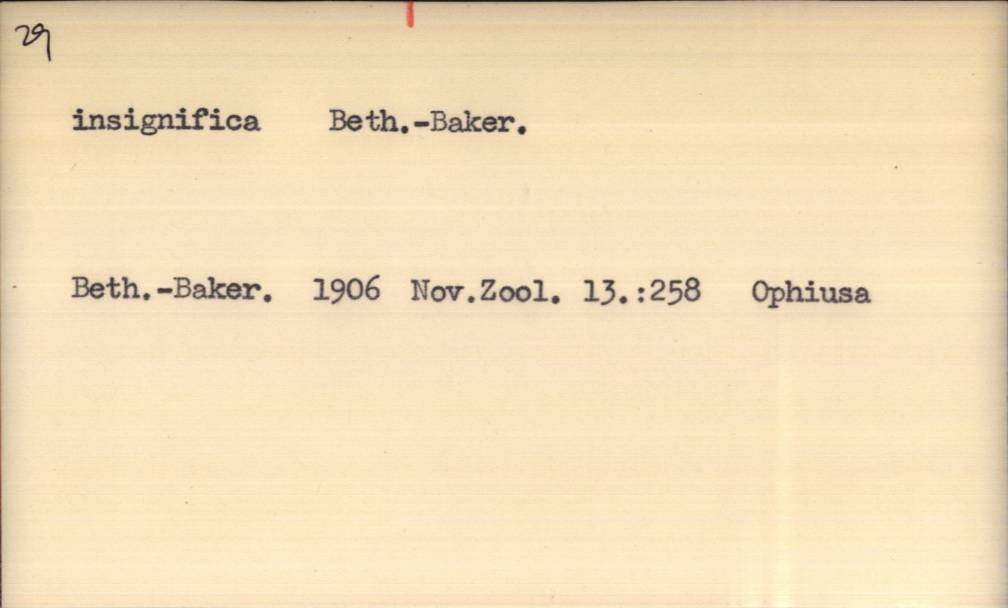 29
insignifica Beth.-Baker.
Beth.-Baker. 1906 Nov.Zool. 13.:258 Ophiusa